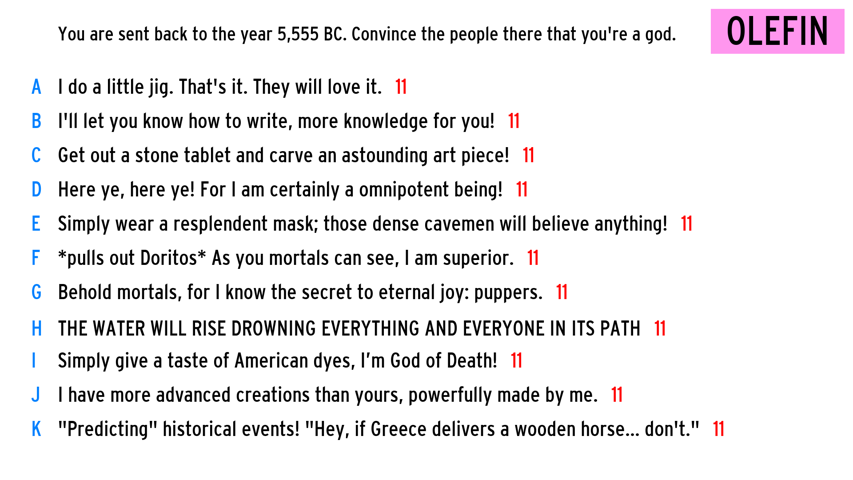 You are sent back to the year 5,555 BC. Convince the people there that you're a god.
OLEFIN
A I do a little jig. That's it. They will love it. 11
B I'll let you know how to write, more knowledge for you! 11
C Get out a stone tablet and carve an astounding art piece! 11
D Here ye, here ye! For I am certainly a omnipotent being! 11
E Simply wear a resplendent mask; those dense cavemen will believe anything! 11
F *pulls out Doritos* As you mortals can see, I am superior. 11
G Behold mortals, for I know the secret to eternal joy: puppers. 11
H THE WATER WILL RISE DROWNING EVERYTHING AND EVERYONE IN ITS PATH 11
I Simply give a taste of American dyes, I’m God of Death! 11
J I have more advanced creations than yours, powerfully made by me. 11
K "Predicting" historical events! "Hey, if Greece delivers a wooden horse... don't." 11